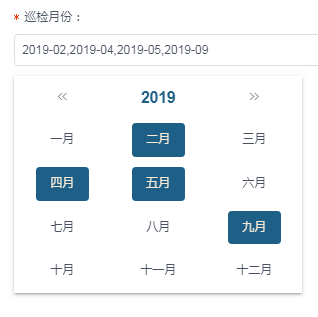 * 巡检月份：
2019-02,2019-04,2019-05,2019-09
« 2019 »
一月 二月 三月
四月 五月 六月
七月 八月 九月
十月 十一月 十二月